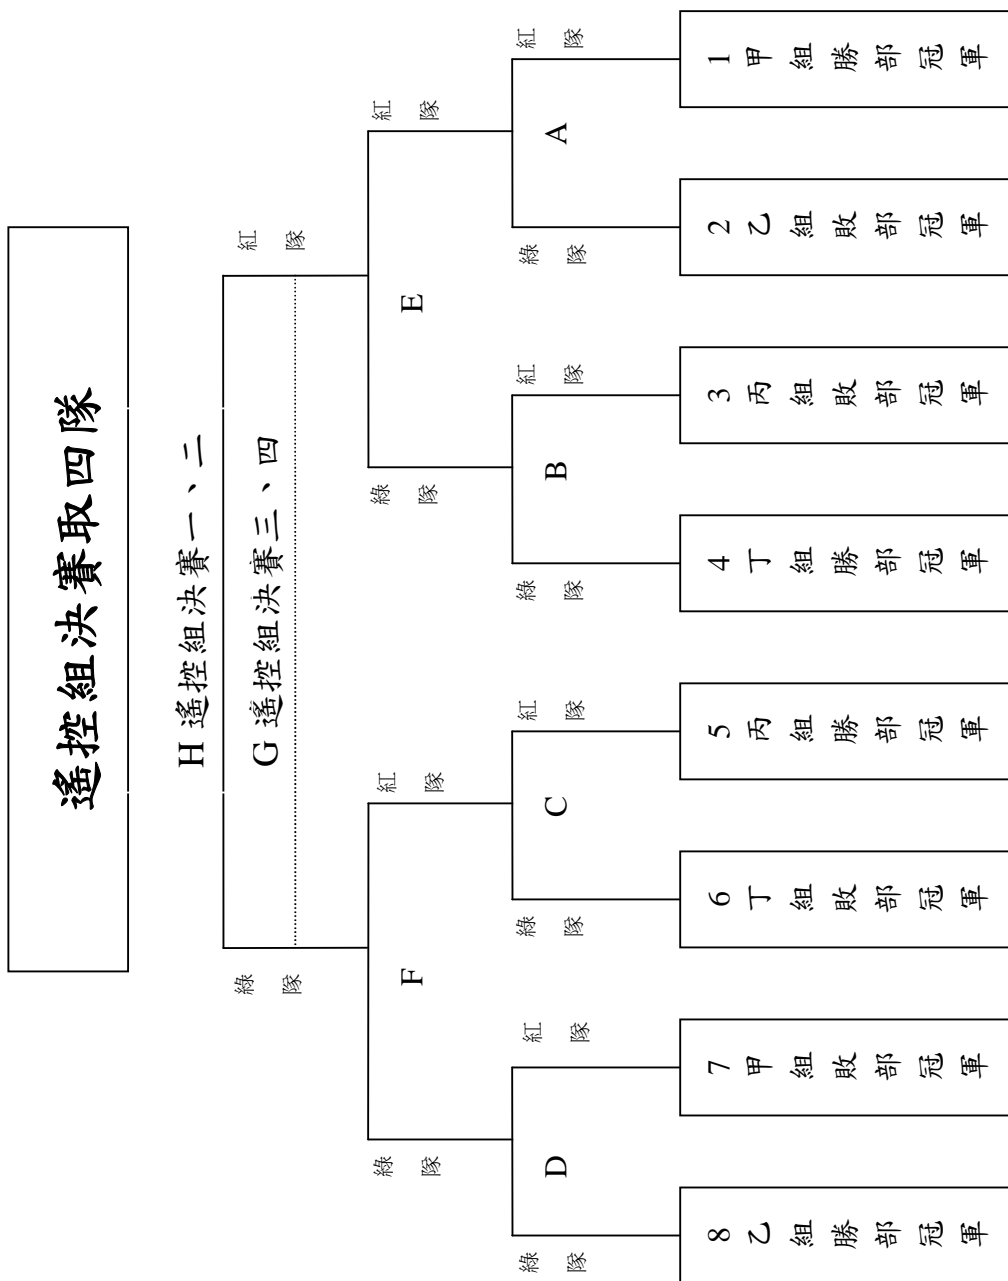 遙控組決賽取四隊
H 遙控組決賽一、二
G 遙控組決賽三、四
綠隊
紅隊
F
E
綠隊
紅隊
綠隊
紅隊
D
C
B
A
綠隊
紅隊
綠隊
紅隊
綠隊
紅隊
綠隊
紅隊
8 乙組勝部冠軍
7 甲組敗部冠軍
6 丁組敗部冠軍
5 丙組勝部冠軍
4 丁組勝部冠軍
3 丙組敗部冠軍
2 乙組敗部冠軍
1 甲組勝部冠軍